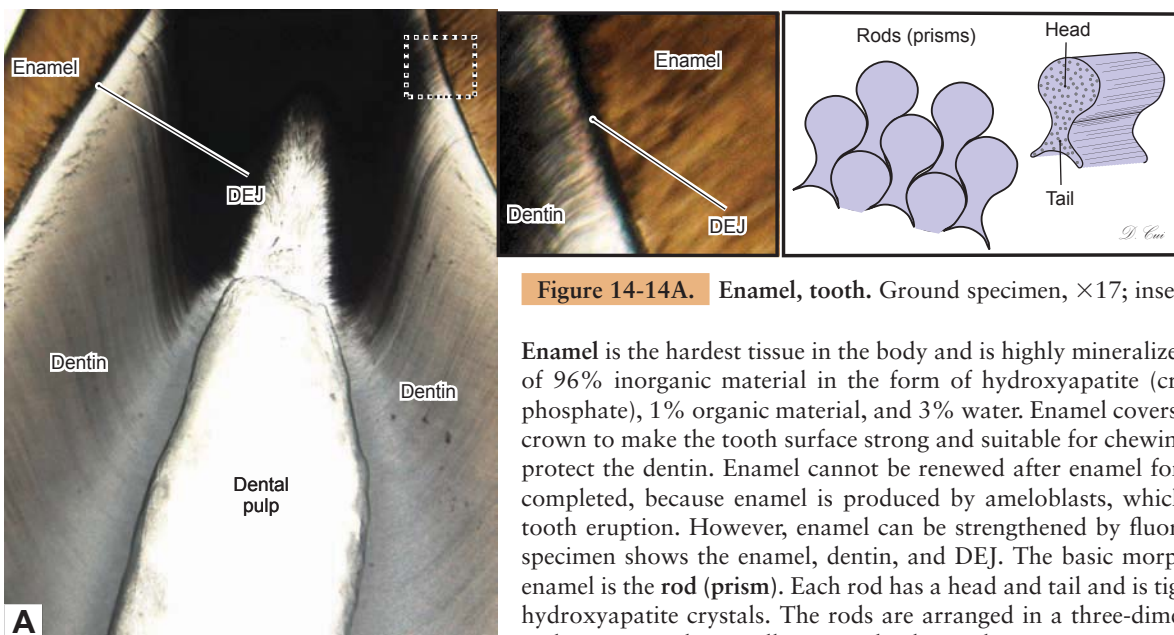 Enamel
DEJ
Dentin
Dentin
Dental
pulp
A
Enamel
Dentin
DEJ
Rods (prisms)
Head
Tail
D. Cui
Figure 14-14A. Enamel, tooth. Ground specimen, ×17; inse
Enamel is the hardest tissue in the body and is highly mineralize
of 96% inorganic material in the form of hydroxyapatite (cr
phosphate), 1% organic material, and 3% water. Enamel covers
crown to make the tooth surface strong and suitable for chewin
protect the dentin. Enamel cannot be renewed after enamel for
completed, because enamel is produced by ameloblasts, which
tooth eruption. However, enamel can be strengthened by fluor
specimen shows the enamel, dentin, and DEJ. The basic morp
enamel is the rod (prism). Each rod has a head and tail and is tig
hydroxyapatite crystals. The rods are arranged in a three-dime